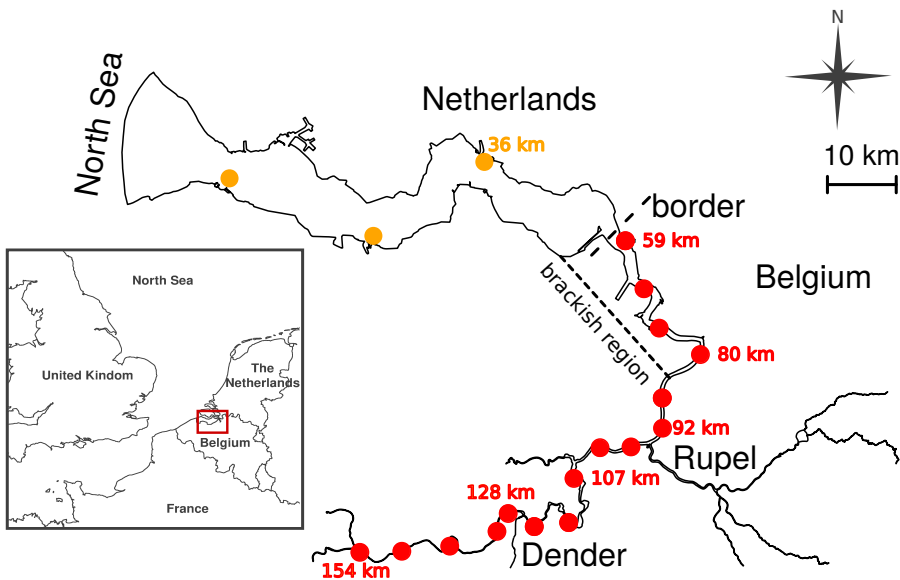 N
North Sea
Netherlands
36 km
10 km
border
59 km
Belgium
brackish region
80 km
92 km
Rupel
107 km
128 km
Dender
154 km
North Sea
The
Netherlands
United Kindom
Belgium
France